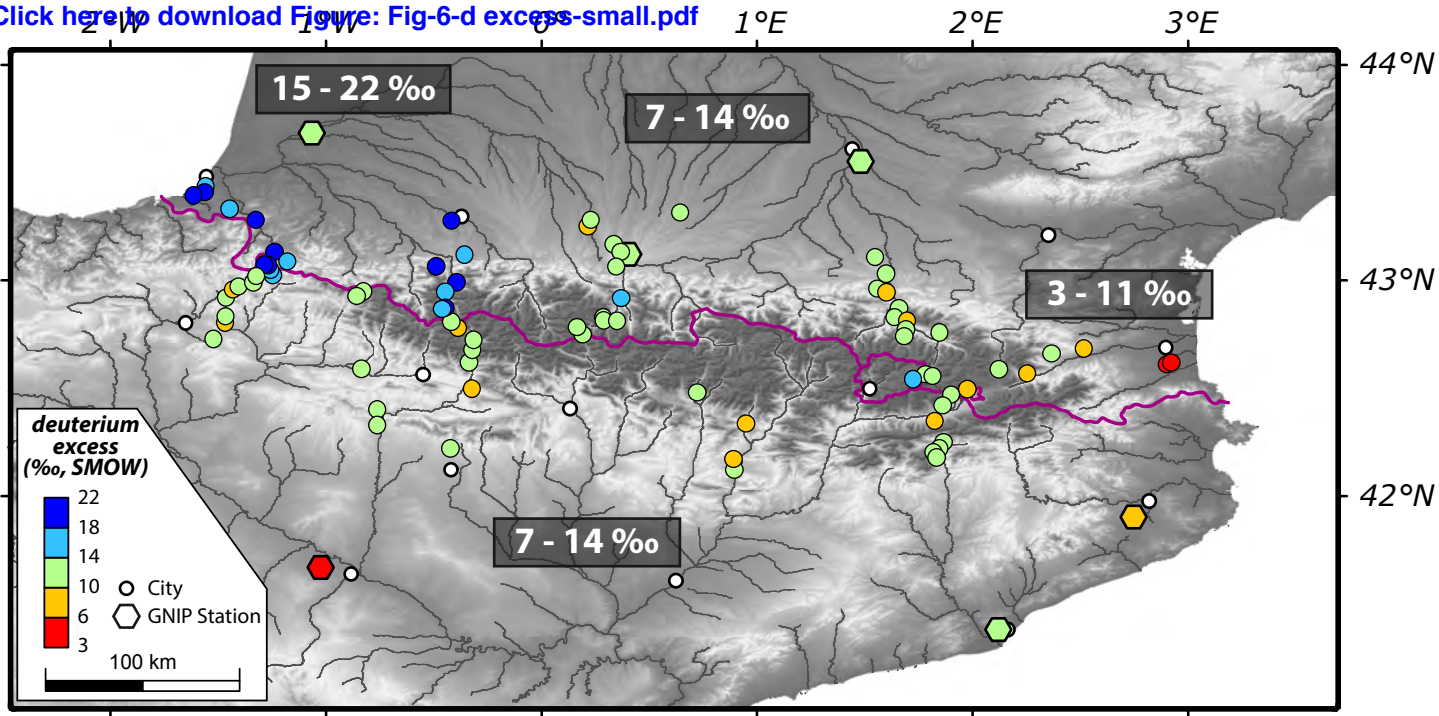 Click here to download Figure: Fig-6-d excess-small.pdf
2°W 1°W 0° 1°E 2°E 3°E
44°N
15 - 22 ‰
7 - 14 ‰
43°N
3 - 11 ‰
42°N
7 - 14 ‰
deuterium
excess
(‰, SMOW)
22
18
14
10
6
3
City
GNIP Station
100 km